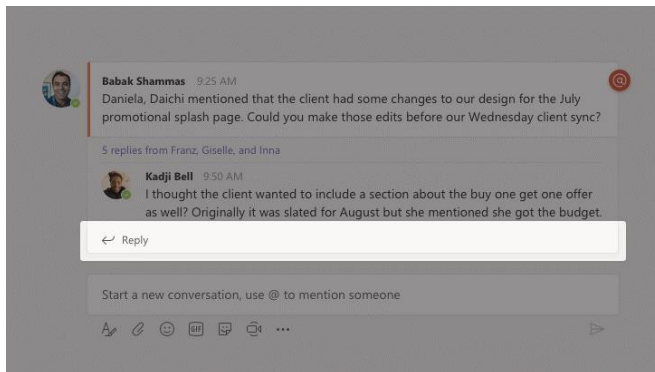 Babak Shammas 9:25 AM
@
Daniela, Daichi mentioned that the client had some changes to our design for the July
promotional splash page. Could you make those edits before our Wednesday client sync?
5 replies from Franz, Giselle, and Inna
Kadji Bell 9:50 AM
I thought the client wanted to include a section about the buy one get one offer
as well? Originally it was slated for August but she mentioned she got the budget.
Reply
Start a new conversation, use @ to mention someone
GIF